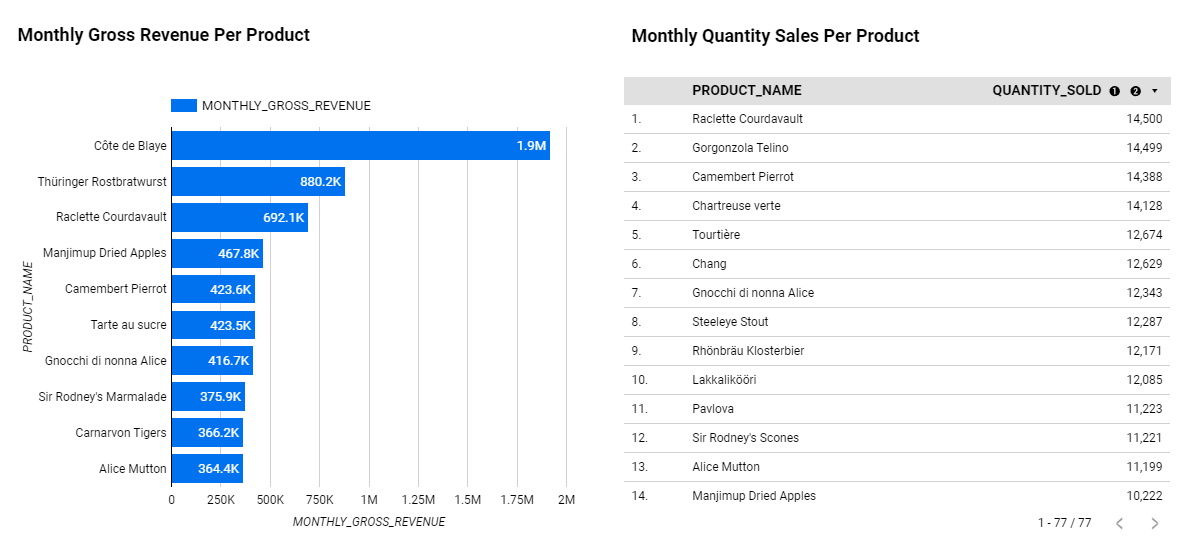 Monthly Gross Revenue Per Product
MONTHLY_GROSS_REVENUE
PRODUCT_NAME
Côte de Blaye 1.9M
Thüringer Rostbratwurst 880.2K
Raclette Courdavault 692.1K
Manjimup Dried Apples 467.8K
Camembert Pierrot 423.6K
Tarte au sucre 423.5K
Gnocchi di nonna Alice 416.7K
Sir Rodney's Marmalade 375.9K
Carnarvon Tigers 366.2K
Alice Mutton 364.4K
0 250K 500K 750K 1M 1.25M 1.5M 1.75M 2M
MONTHLY_GROSS_REVENUE
Monthly Quantity Sales Per Product
PRODUCT_NAME QUANTITY_SOLD 1 2
1. Raclette Courdavault 14,500
2. Gorgonzola Telino 14,499
3. Camembert Pierrot 14,388
4. Chartreuse verte 14,128
5. Tourtière 12,674
6. Chang 12,629
7. Gnocchi di nonna Alice 12,343
8. Steeleye Stout 12,287
9. Rhönbräu Klosterbier 12,171
10. Lakkalikööri 12,085
11. Pavlova 11,223
12. Sir Rodney's Scones 11,221
13. Alice Mutton 11,199
14. Manjimup Dried Apples 10,222
1 - 77 / 77